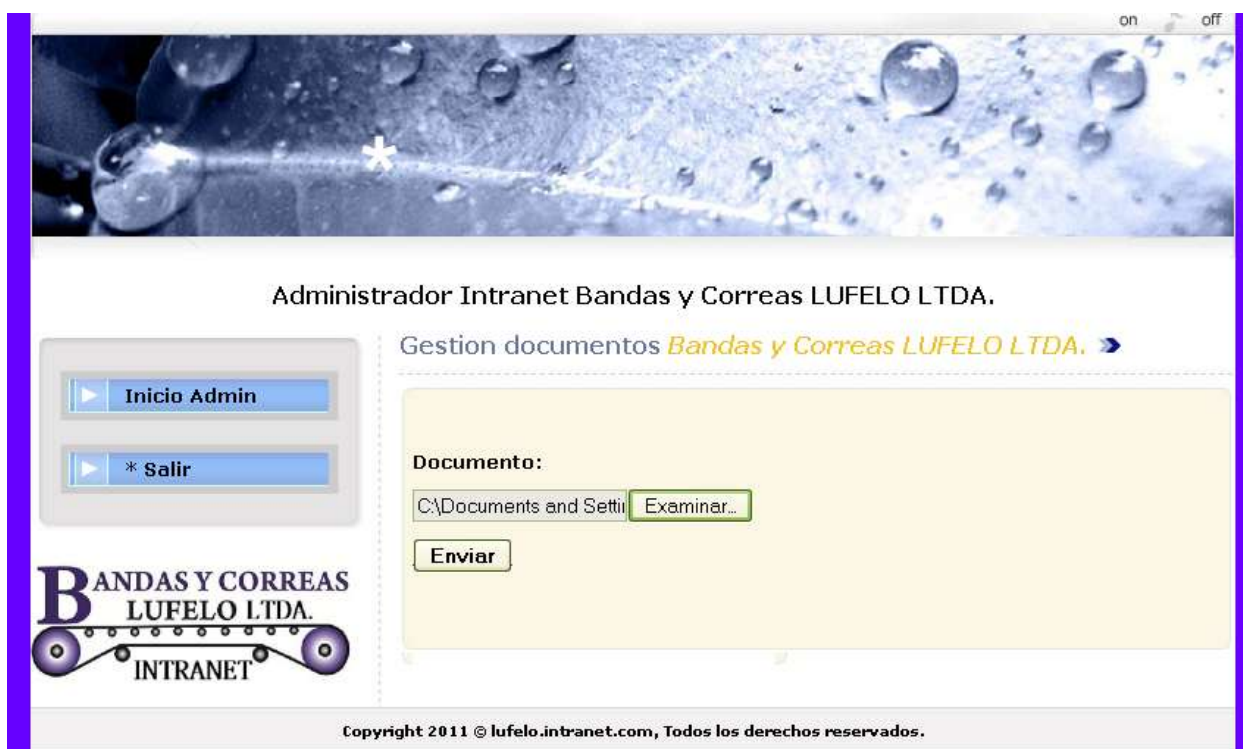 on off
*
Administrador Intranet Bandas y Correas LUFELO LTDA.
Inicio Admin
* Salir
BANDAS Y CORREAS
LUFELO LTDA.
INTRANET
Gestion documentos Bandas y Correas LUFELO LTDA.
Documento:
C:\Documents and Settin Examinar...
Enviar
Copyright 2011 © lufelo.intranet.com, Todos los derechos reservados.